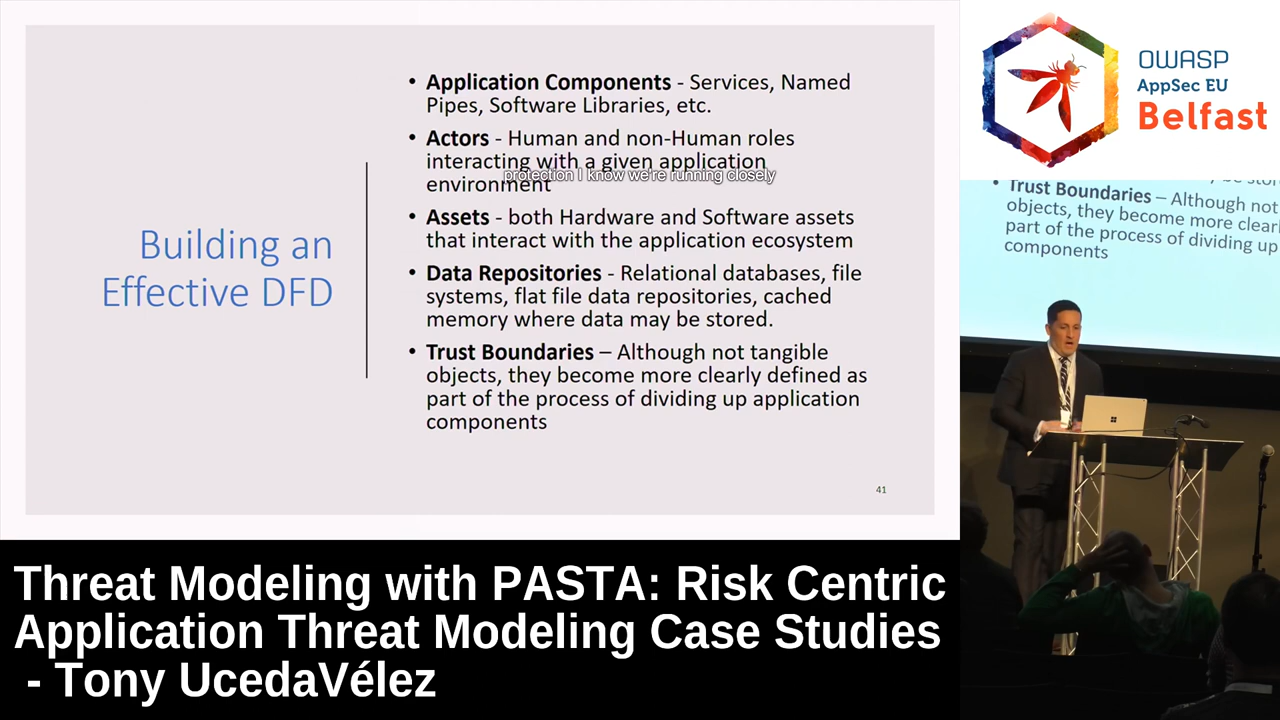 Building an
Effective DFD
• Application Components - Services, Named
Pipes, Software Libraries, etc.
• Actors - Human and non-Human roles
interacting with a given application
environment
protection I know we're running closely
• Assets - both Hardware and Software assets
that interact with the application ecosystem
• Data Repositories - Relational databases, file
systems, flat file data repositories, cached
memory where data may be stored.
• Trust Boundaries – Although not tangible
objects, they become more clearly defined as
part of the process of dividing up application
components
41
OWASP
AppSec EU
Belfast
• Trust Boundaries – Although not
objects, they become more
part of the process of dividing up
components
Threat Modeling with PASTA: Risk Centric
Application Threat Modeling Case Studies
- Tony UcedaVélez